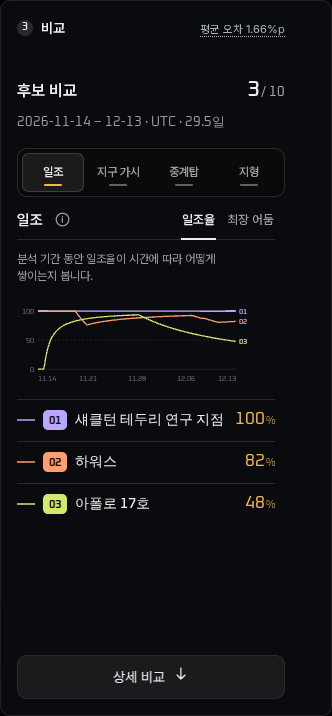 3 비교 평균 오차 1.66%p
후보 비교 3 / 10
2026-11-14 – 12-13 · UTC · 29.5일
일조 지구 가시 중계탑 지형
일조 일조율 최장 어둠
분석 기간 동안 일조율이 시간에 따라 어떻게
쌓이는지 봅니다.
100 01
02
50 03
0
11.14 11.21 11.28 12.06 12.13
01 섀클턴 테두리 연구 지점 100%
02 하워스 82%
03 아폴로 17호 48%
상세 비교 ↓